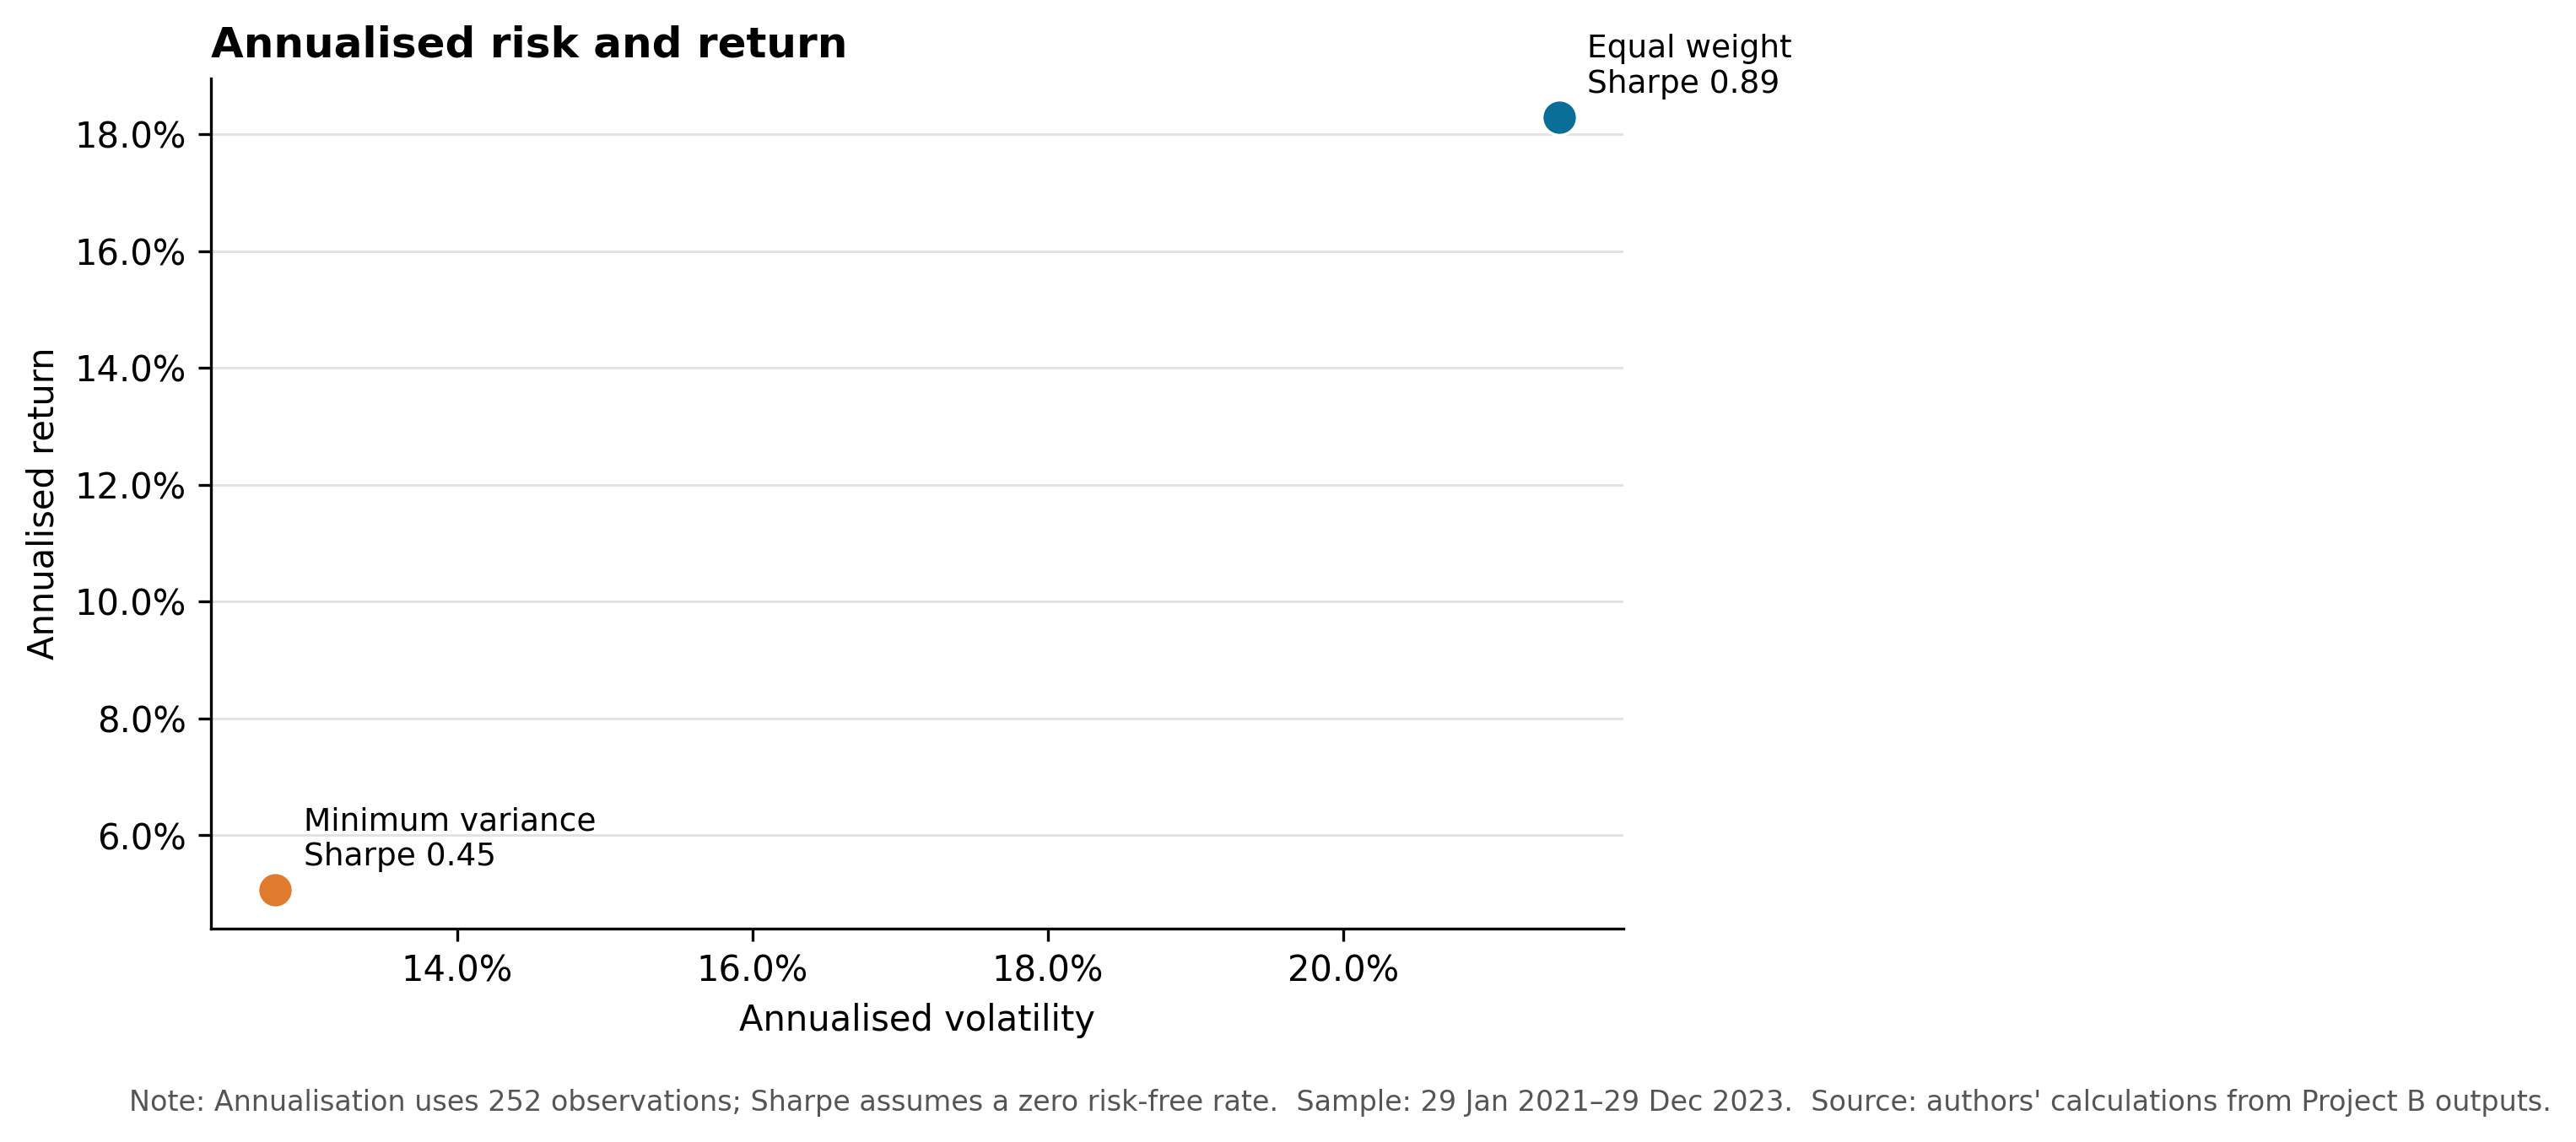 Annualised risk and return
Equal weight
Sharpe 0.89
18.0%
16.0%
14.0%
12.0%
10.0%
8.0%
6.0%
Annualised return
Minimum variance
Sharpe 0.45
14.0%
16.0%
18.0%
20.0%
Annualised volatility
Note: Annualisation uses 252 observations; Sharpe assumes a zero risk-free rate.  Sample: 29 Jan 2021–29 Dec 2023.  Source: authors' calculations from Project B outputs.